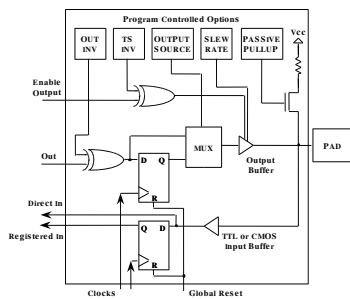 Program Controlled Options
OUT INV
TS INV
OUTPUT SOURCE
SLEW RATE
PASSIVE PULLUP
Vcc
Enable Output
MUX
Output Buffer
PAD
Out
D Q
R
Direct In
Registered In
Q D
R
TTL or CMOS Input Buffer
Clocks
Global Reset